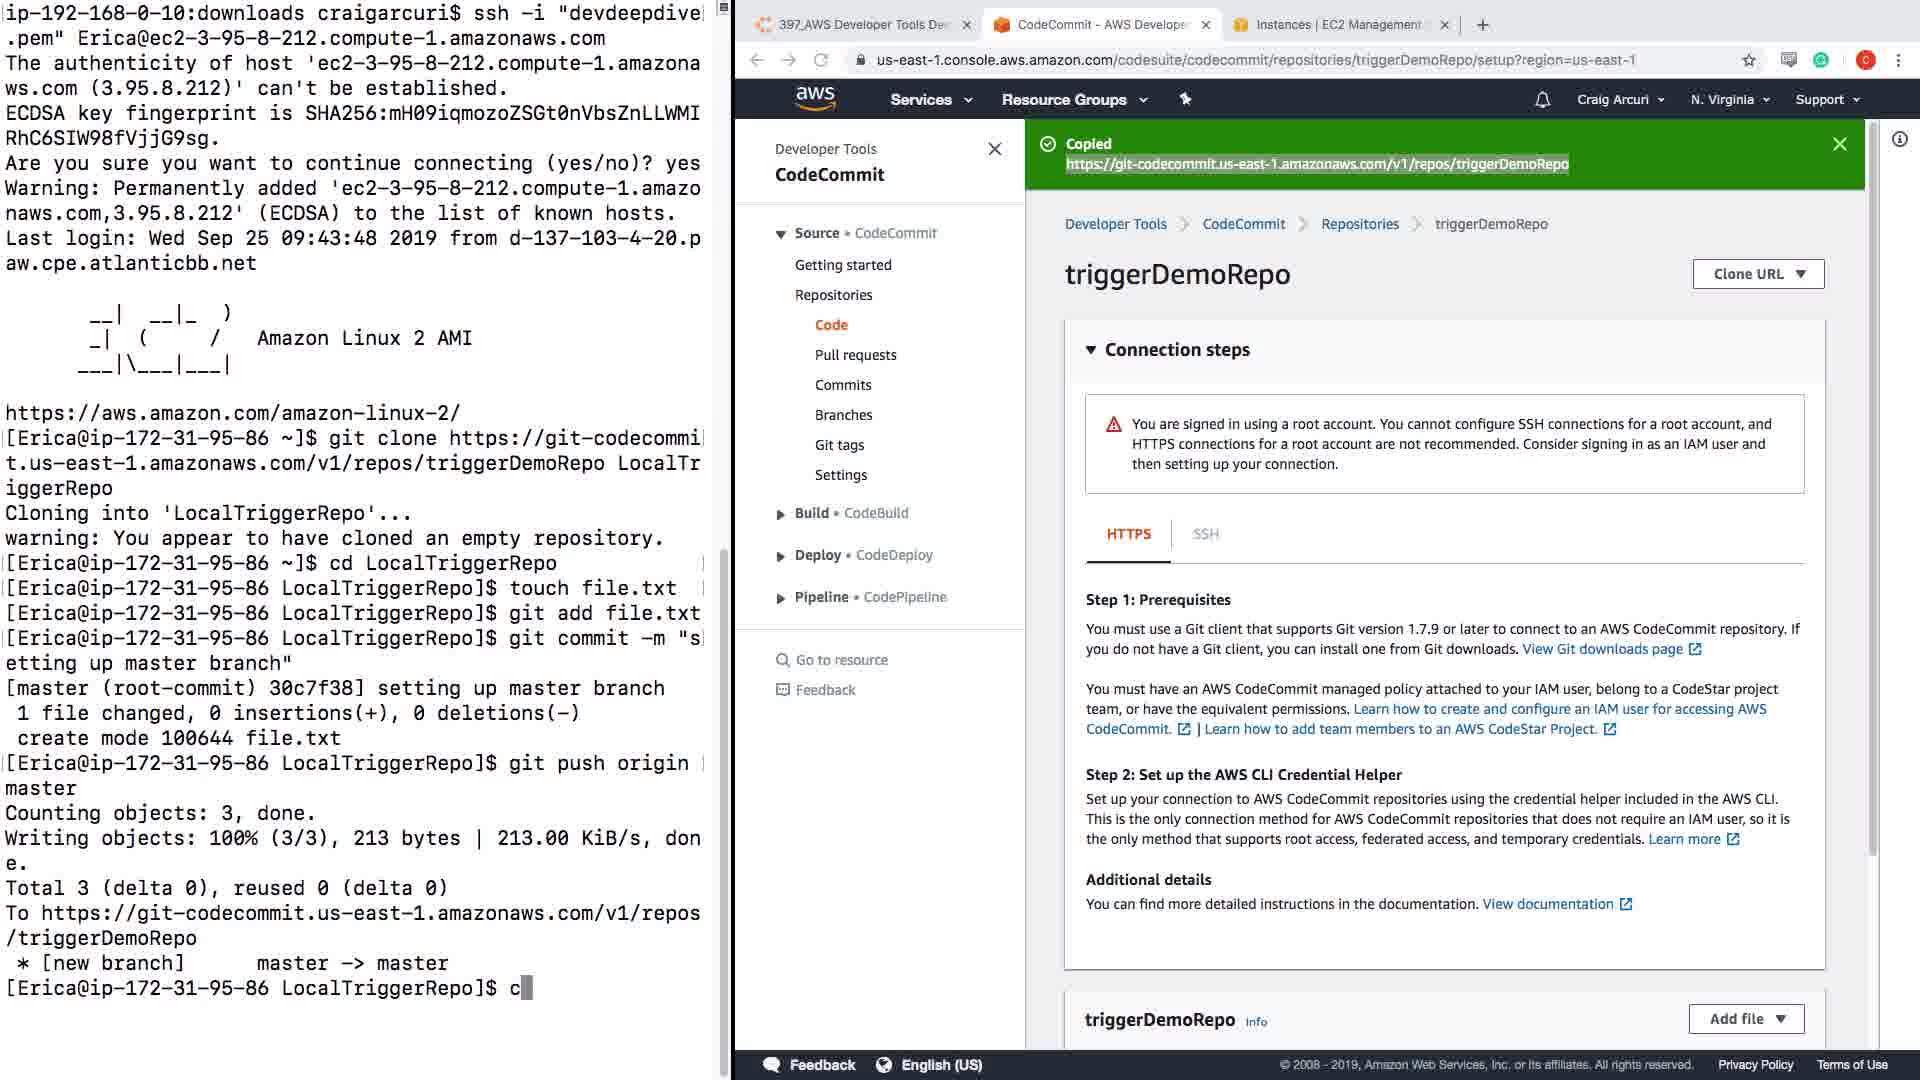 ip-192-168-0-10:downloads craigarcuri$ ssh -i "devdeepdive
.pem" Erica@ec2-3-95-8-212.compute-1.amazonaws.com
The authenticity of host 'ec2-3-95-8-212.compute-1.amazona
ws.com (3.95.8.212)' can't be established.
ECDSA key fingerprint is SHA256:mH09iqmozoZSGt0nVbsZnLLWMI
RhC6SIW98fVjjG9sg.
Are you sure you want to continue connecting (yes/no)? yes
Warning: Permanently added 'ec2-3-95-8-212.compute-1.amazo
naws.com,3.95.8.212' (ECDSA) to the list of known hosts.
Last login: Wed Sep 25 09:43:48 2019 from d-137-103-4-20.p
aw.cpe.atlanticbb.net
__|  __|_  )
_|  (     /   Amazon Linux 2 AMI
___|\___|___|
https://aws.amazon.com/amazon-linux-2/
[Erica@ip-172-31-95-86 ~]$ git clone https://git-codecommi
t.us-east-1.amazonaws.com/v1/repos/triggerDemoRepo LocalTr
iggerRepo
Cloning into 'LocalTriggerRepo'...
warning: You appear to have cloned an empty repository.
[Erica@ip-172-31-95-86 ~]$ cd LocalTriggerRepo
[Erica@ip-172-31-95-86 LocalTriggerRepo]$ touch file.txt
[Erica@ip-172-31-95-86 LocalTriggerRepo]$ git add file.txt
[Erica@ip-172-31-95-86 LocalTriggerRepo]$ git commit -m "s
etting up master branch"
[master (root-commit) 30c7f38] setting up master branch
1 file changed, 0 insertions(+), 0 deletions(-)
create mode 100644 file.txt
[Erica@ip-172-31-95-86 LocalTriggerRepo]$ git push origin
master
Counting objects: 3, done.
Writing objects: 100% (3/3), 213 bytes | 213.00 KiB/s, don
e.
Total 3 (delta 0), reused 0 (delta 0)
To https://git-codecommit.us-east-1.amazonaws.com/v1/repos
/triggerDemoRepo
* [new branch]      master -> master
[Erica@ip-172-31-95-86 LocalTriggerRepo]$ c
397_AWS Developer Tools Dee
CodeCommit - AWS Developer
Instances | EC2 Management
us-east-1.console.aws.amazon.com/codesuite/codecommit/repositories/triggerDemoRepo/setup?region=us-east-1
C
aws
Services
Resource Groups
Craig Arcuri
N. Virginia
Support
Developer Tools
CodeCommit
Source • CodeCommit
Getting started
Repositories
Code
Pull requests
Commits
Branches
Git tags
Settings
Build • CodeBuild
Deploy • CodeDeploy
Pipeline • CodePipeline
Go to resource
Feedback
Copied
https://git-codecommit.us-east-1.amazonaws.com/v1/repos/triggerDemoRepo
Developer Tools
CodeCommit
Repositories
triggerDemoRepo
triggerDemoRepo
Clone URL
Connection steps
You are signed in using a root account. You cannot configure SSH connections for a root account, and
HTTPS connections for a root account are not recommended. Consider signing in as an IAM user and
then setting up your connection.
HTTPS
SSH
Step 1: Prerequisites
You must use a Git client that supports Git version 1.7.9 or later to connect to an AWS CodeCommit repository. If
you do not have a Git client, you can install one from Git downloads. View Git downloads page
You must have an AWS CodeCommit managed policy attached to your IAM user, belong to a CodeStar project
team, or have the equivalent permissions. Learn how to create and configure an IAM user for accessing AWS
CodeCommit. | Learn how to add team members to an AWS CodeStar Project.
Step 2: Set up the AWS CLI Credential Helper
Set up your connection to AWS CodeCommit repositories using the credential helper included in the AWS CLI.
This is the only connection method for AWS CodeCommit repositories that does not require an IAM user, so it is
the only method that supports root access, federated access, and temporary credentials. Learn more
Additional details
You can find more detailed instructions in the documentation. View documentation
triggerDemoRepo Info
Add file
Feedback
English (US)
© 2008 - 2019, Amazon Web Services, Inc. or its affiliates. All rights reserved.
Privacy Policy
Terms of Use